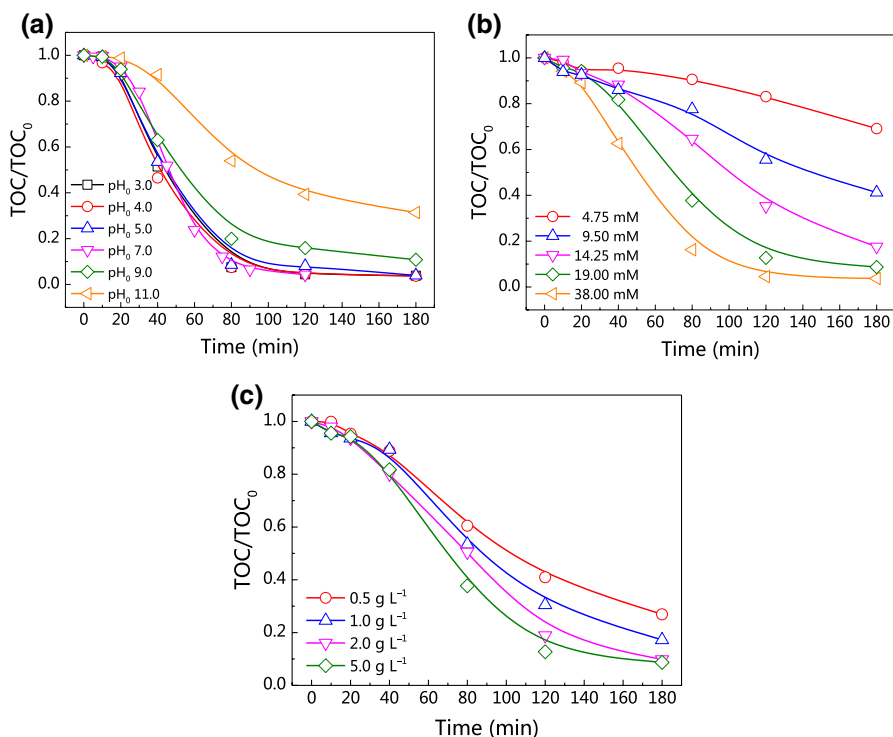 (a)
TOC/TOC₀
1.0
0.8
0.6
0.4
0.2
0.0
pH₀ 3.0
pH₀ 4.0
pH₀ 5.0
pH₀ 7.0
pH₀ 9.0
pH₀ 11.0
0 20 40 60 80 100 120 140 160 180
Time (min)
(b)
TOC/TOC₀
1.0
0.8
0.6
0.4
0.2
0.0
4.75 mM
9.50 mM
14.25 mM
19.00 mM
38.00 mM
0 20 40 60 80 100 120 140 160 180
Time (min)
(c)
TOC/TOC₀
1.0
0.8
0.6
0.4
0.2
0.0
0.5 g L⁻¹
1.0 g L⁻¹
2.0 g L⁻¹
5.0 g L⁻¹
0 20 40 60 80 100 120 140 160 180
Time (min)